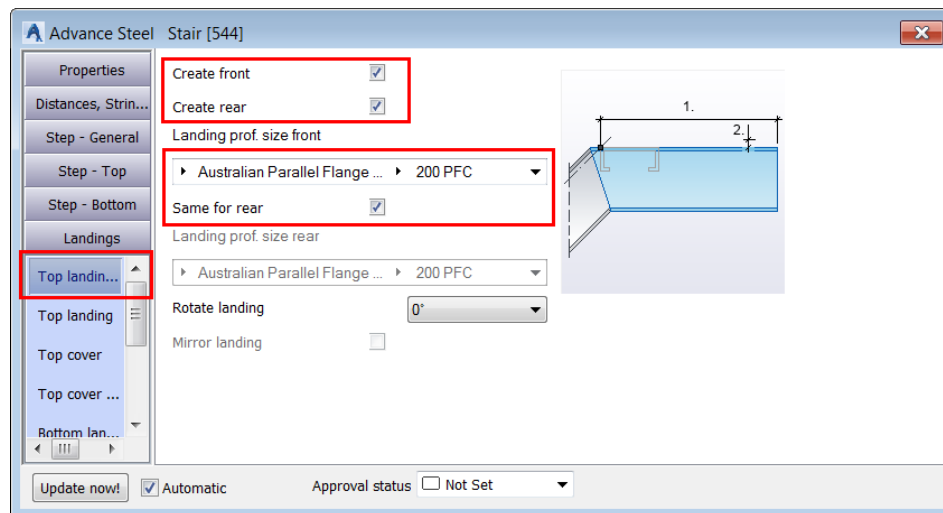 Advance Steel Stair [544]
Properties
Distances, Strin...
Step - General
Step - Top
Step - Bottom
Landings
Top landin...
Top landing
Top cover
Top cover ...
Bottom lan...
Create front
Create rear
Landing prof. size front
Australian Parallel Flange ... 200 PFC
Same for rear
Landing prof. size rear
Australian Parallel Flange ... 200 PFC
Rotate landing 0°
Mirror landing
1.
2.
Update now! Automatic Approval status Not Set